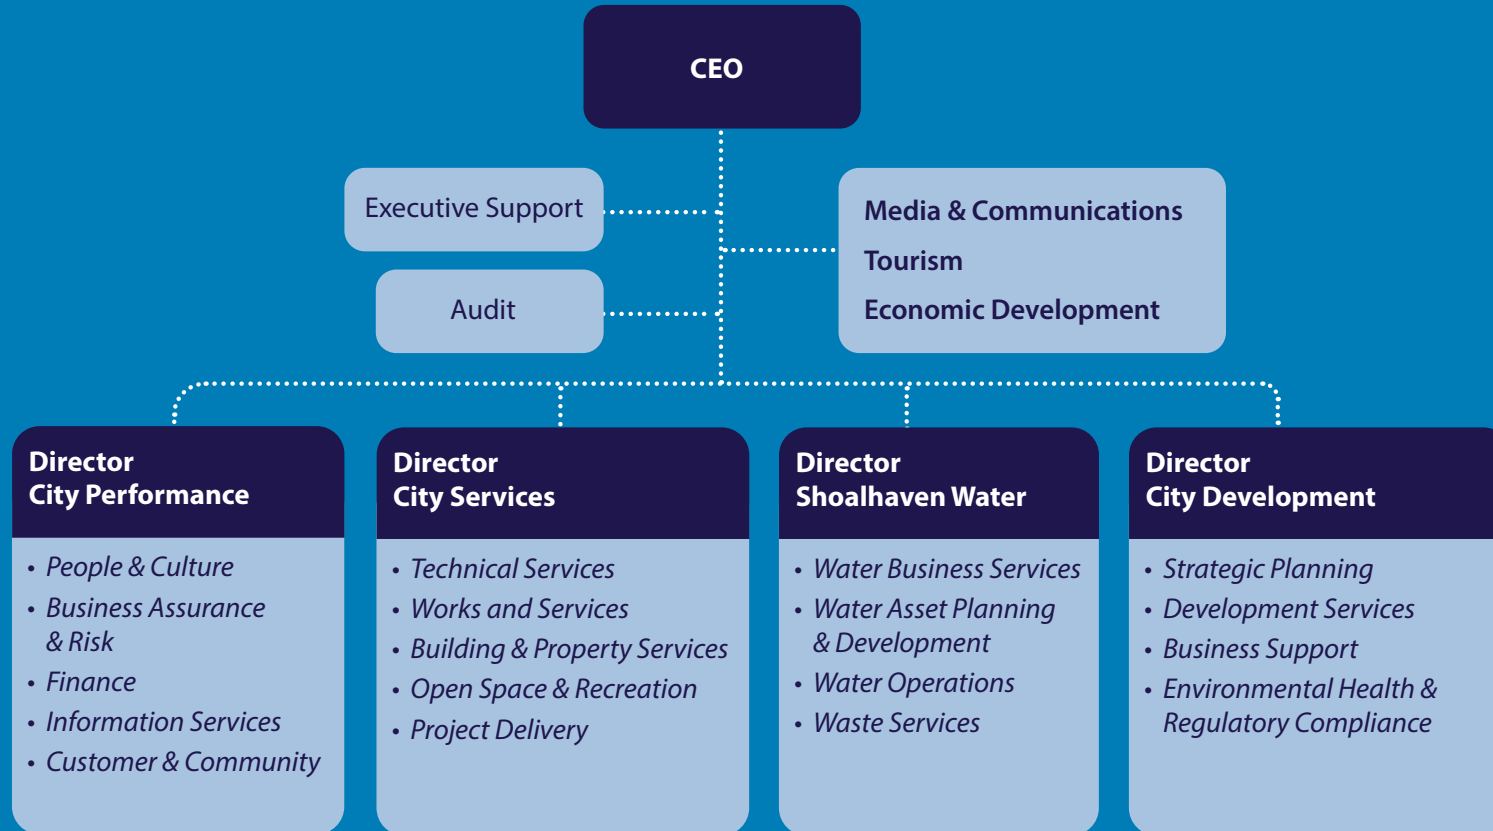 CEO
Executive Support
Audit
Media & Communications
Tourism
Economic Development
Director
City Performance
• People & Culture
• Business Assurance
& Risk
• Finance
• Information Services
• Customer & Community
Director
City Services
• Technical Services
• Works and Services
• Building & Property Services
• Open Space & Recreation
• Project Delivery
Director
Shoalhaven Water
• Water Business Services
• Water Asset Planning
& Development
• Water Operations
• Waste Services
Director
City Development
• Strategic Planning
• Development Services
• Business Support
• Environmental Health &
Regulatory Compliance